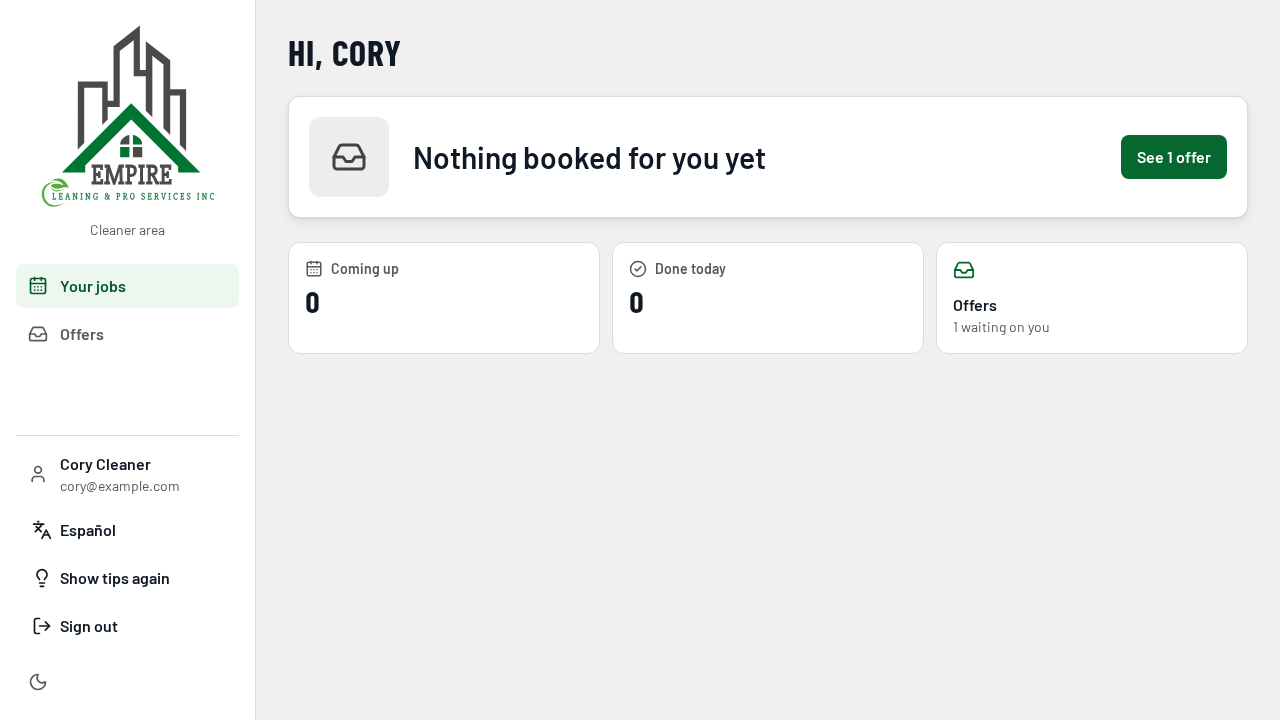 EMPIRE
CLEANING & PRO SERVICES INC
Cleaner area
Your jobs
Offers
Cory Cleaner
cory@example.com
Español
Show tips again
Sign out
HI, CORY
Nothing booked for you yet
See 1 offer
Coming up
0
Done today
0
Offers
1 waiting on you